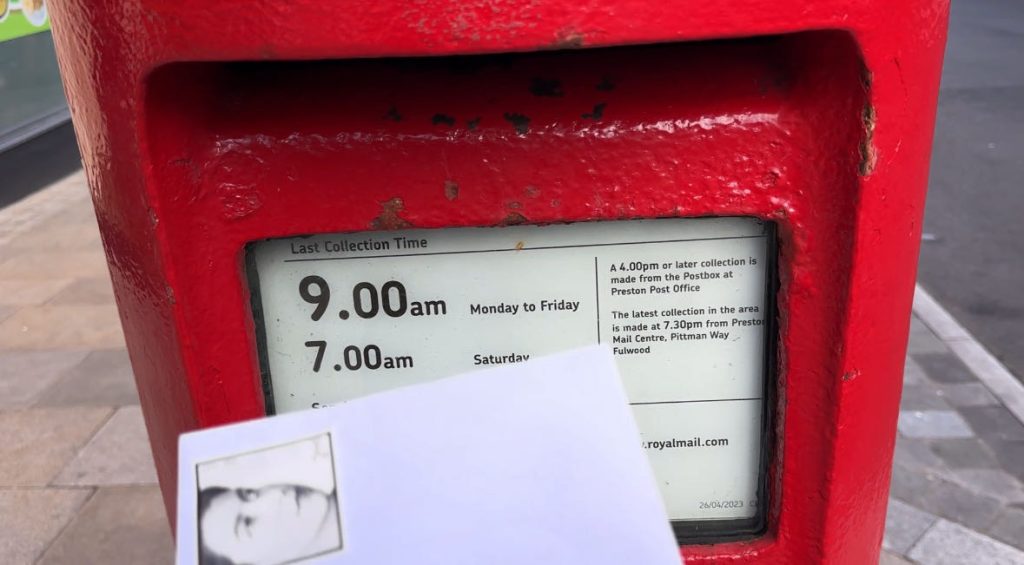 Last Collection Time
9.00am Monday to Friday
7.00am Saturday
A 4.00pm or later collection is
made from the Postbox at
Preston Post Office
The latest collection in the area
is made at 7.30pm from Presto
Mail Centre, Pittman Way
Fulwood
.royalmail.com
26/04/2023